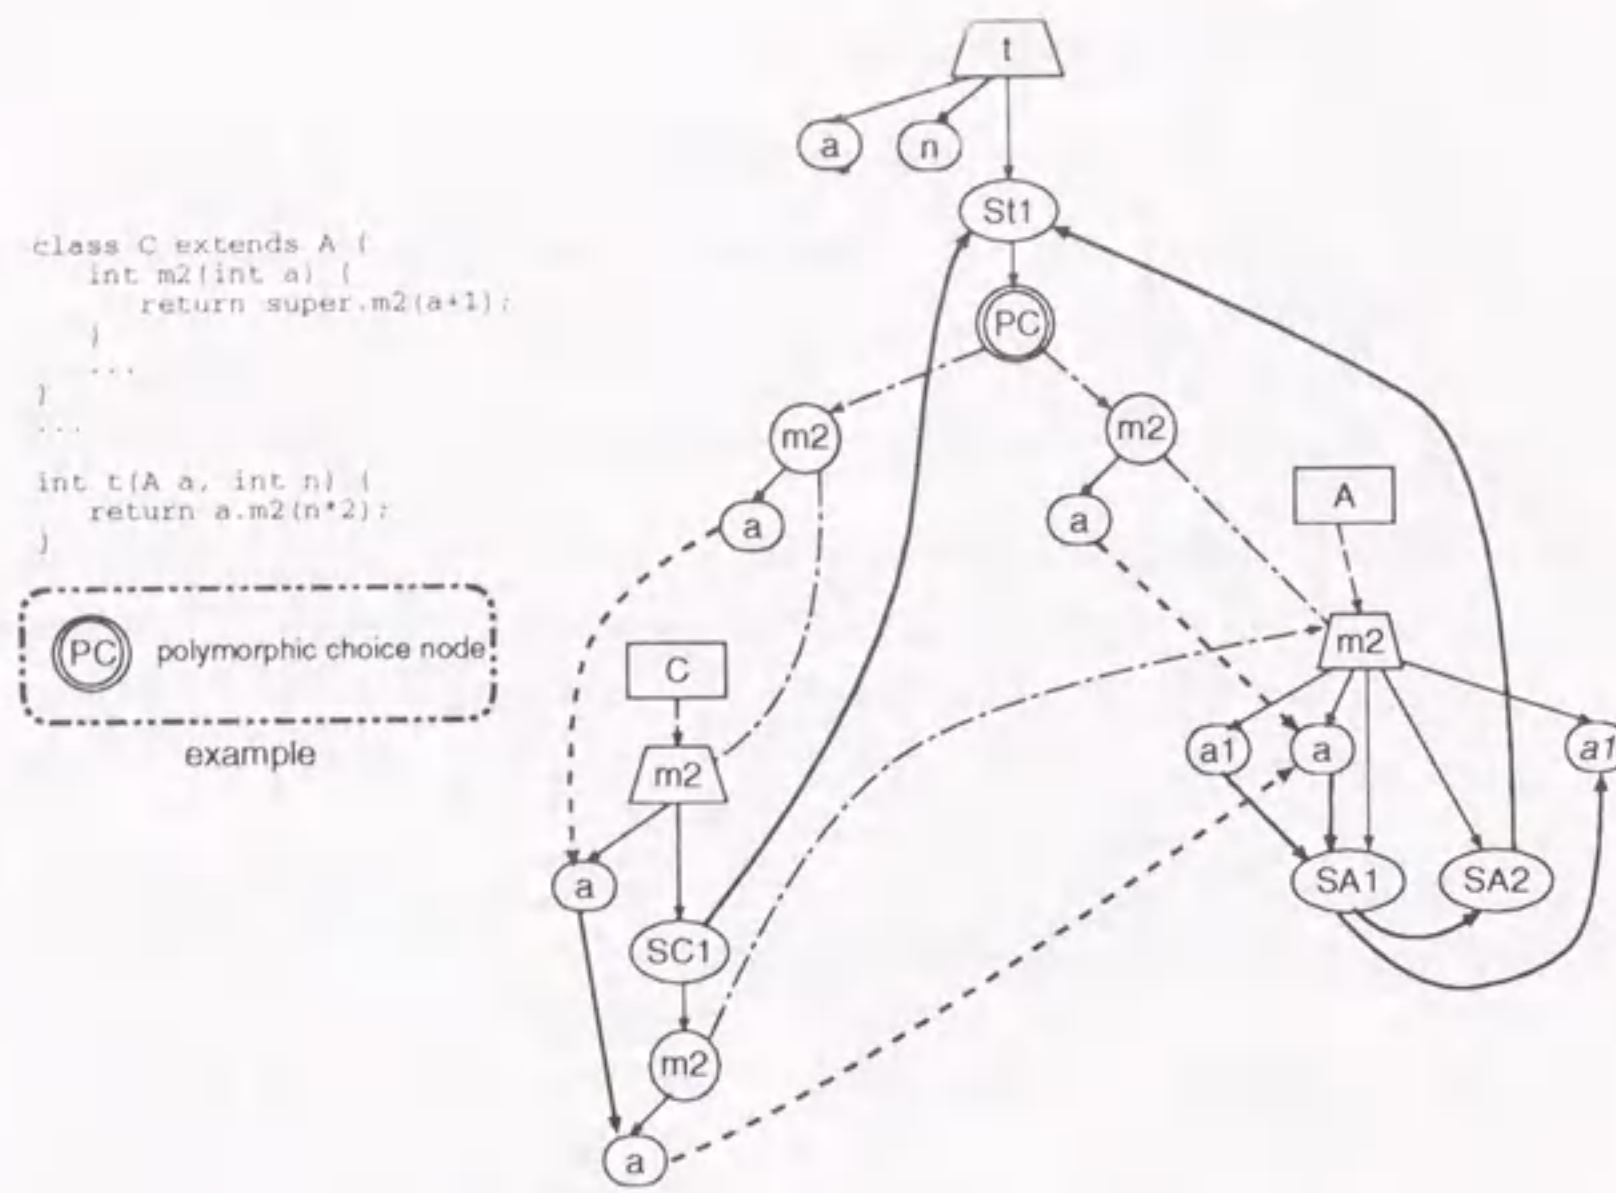 t
a
n
St1
class C extends A {
int m2(int a) {
return super.m2(a+1);
}
...
}
...
int t(A a, int n) {
return a.m2(n*2);
}
PC
m2
m2
a
a
A
PC
polymorphic choice node
example
C
m2
m2
a1
a
a1
a
SA1
SA2
SC1
m2
a